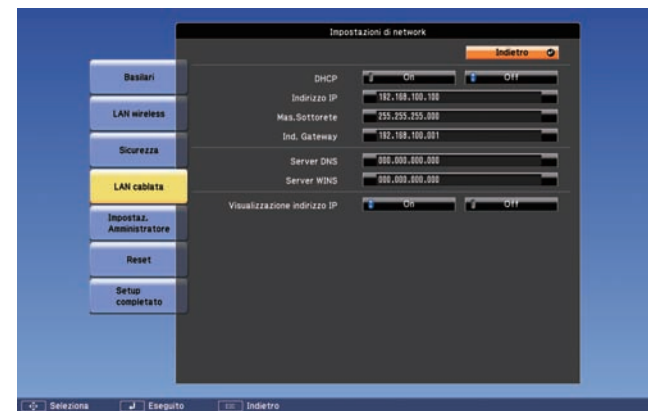 Impostazioni di network
Indietro
Basilari
LAN wireless
Sicurezza
LAN cablata
Impostaz.
Amministratore
Reset
Setup
completato
DHCP On Off
Indirizzo IP 192.168.100.100
Mas.Sottorete 255.255.255.000
Ind. Gateway 192.168.100.001
Server DNS 000.000.000.000
Server WINS 000.000.000.000
Visualizzazione indirizzo IP On Off
Seleziona Eseguito Esc Indietro